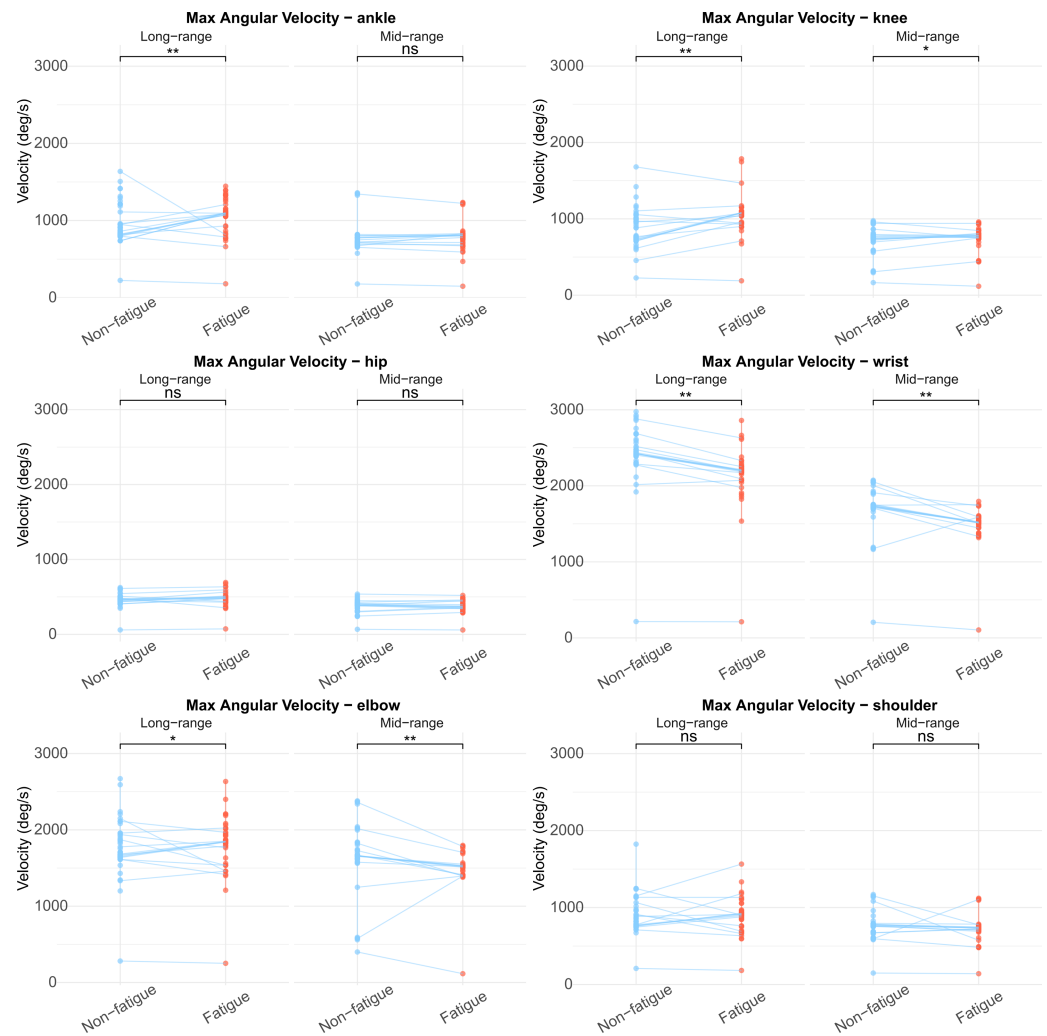 Max Angular Velocity − ankle
Long−range
Mid−range
**
ns
3000
2000
1000
0
Velocity (deg/s)
Non−fatigue
Fatigue
Non−fatigue
Fatigue
Max Angular Velocity − knee
Long−range
Mid−range
**
*
3000
2000
1000
0
Velocity (deg/s)
Non−fatigue
Fatigue
Non−fatigue
Fatigue
Max Angular Velocity − hip
Long−range
Mid−range
ns
ns
3000
2000
1000
0
Velocity (deg/s)
Non−fatigue
Fatigue
Non−fatigue
Fatigue
Max Angular Velocity − wrist
Long−range
Mid−range
**
**
3000
2000
1000
0
Velocity (deg/s)
Non−fatigue
Fatigue
Non−fatigue
Fatigue
Max Angular Velocity − elbow
Long−range
Mid−range
*
**
3000
2000
1000
0
Velocity (deg/s)
Non−fatigue
Fatigue
Non−fatigue
Fatigue
Max Angular Velocity − shoulder
Long−range
Mid−range
ns
ns
3000
2000
1000
0
Velocity (deg/s)
Non−fatigue
Fatigue
Non−fatigue
Fatigue